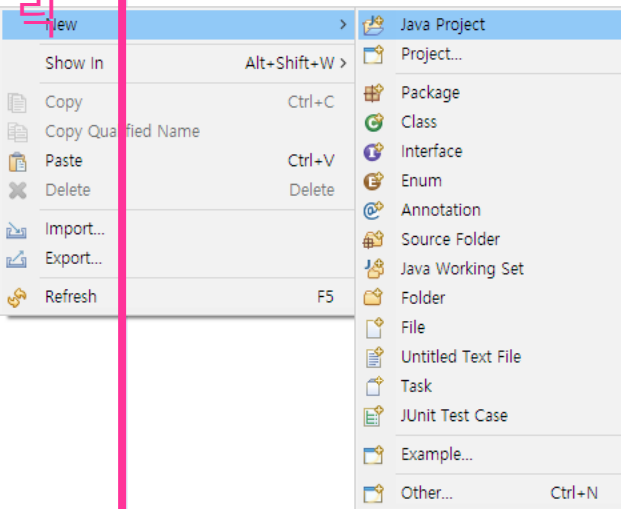 New >
Show In Alt+Shift+W >
Copy Ctrl+C
Copy Qualified Name
Paste Ctrl+V
Delete Delete
Import...
Export...
Refresh F5
Java Project
Project...
Package
Class
Interface
Enum
Annotation
Source Folder
Java Working Set
Folder
File
Untitled Text File
Task
JUnit Test Case
Example...
Other... Ctrl+N